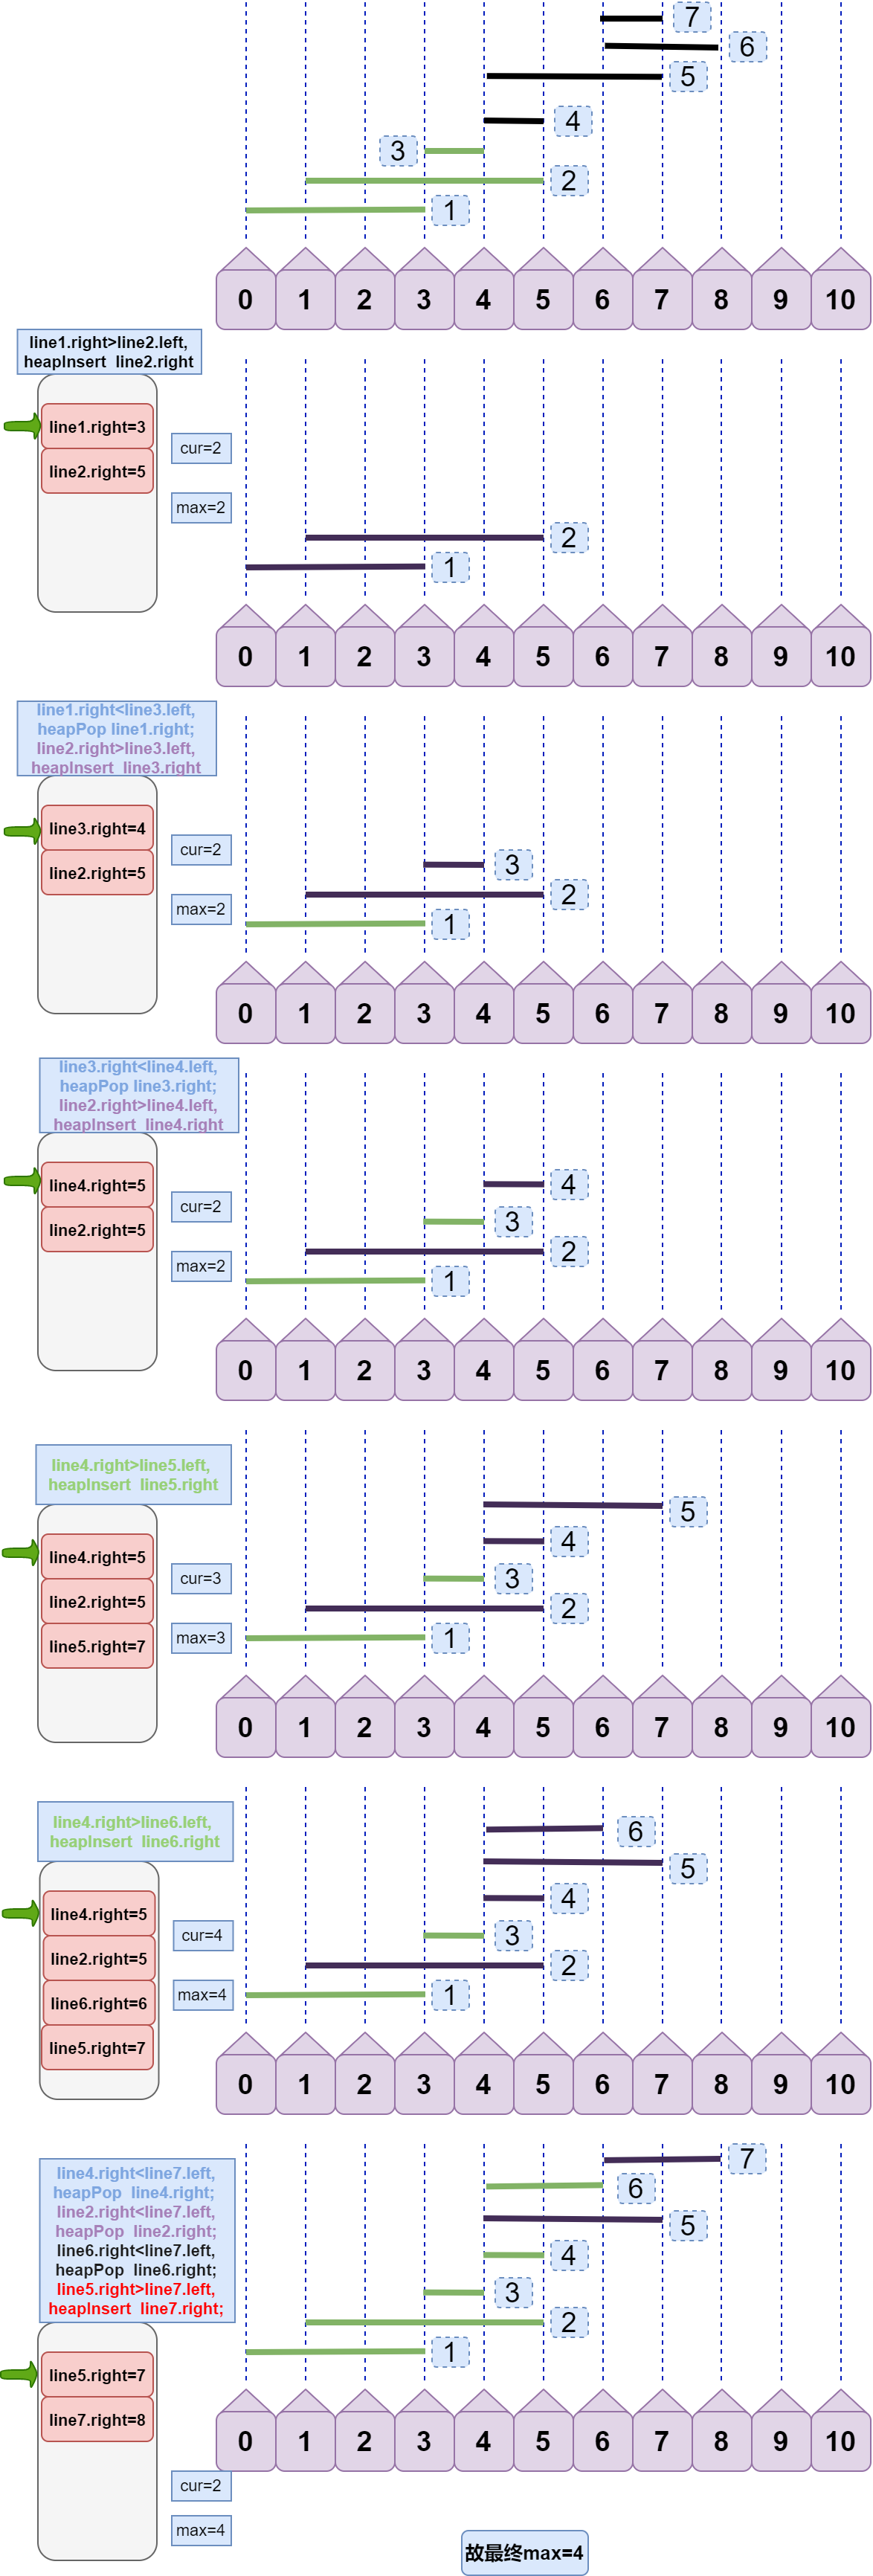 7
6
5
4
3
2
1
0 1 2 3 4 5 6 7 8 9 10
line1.right>line2.left,
heapInsert line2.right
line1.right=3
line2.right=5
cur=2
max=2
2
1
0 1 2 3 4 5 6 7 8 9 10
line1.right<line3.left,
heapPop line1.right;
line2.right>line3.left,
heapInsert line3.right
line3.right=4
line2.right=5
cur=2
max=2
3
2
1
0 1 2 3 4 5 6 7 8 9 10
line3.right<line4.left,
heapPop line3.right;
line2.right>line4.left,
heapInsert line4.right
line4.right=5
line2.right=5
cur=2
max=2
4
3
2
1
0 1 2 3 4 5 6 7 8 9 10
line4.right>line5.left,
heapInsert line5.right
line4.right=5
line2.right=5
line5.right=7
cur=3
max=3
5
4
3
2
1
0 1 2 3 4 5 6 7 8 9 10
line4.right>line6.left,
heapInsert line6.right
line4.right=5
line2.right=5
line6.right=6
line5.right=7
cur=4
max=4
6
5
4
3
2
1
0 1 2 3 4 5 6 7 8 9 10
line4.right<line7.left,
heapPop line4.right;
line2.right<line7.left,
heapPop line2.right;
line6.right<line7.left,
heapPop line6.right;
line5.right>line7.left,
heapInsert line7.right;
line5.right=7
line7.right=8
cur=2
max=4
7
6
5
4
3
2
1
0 1 2 3 4 5 6 7 8 9 10
故最终max=4